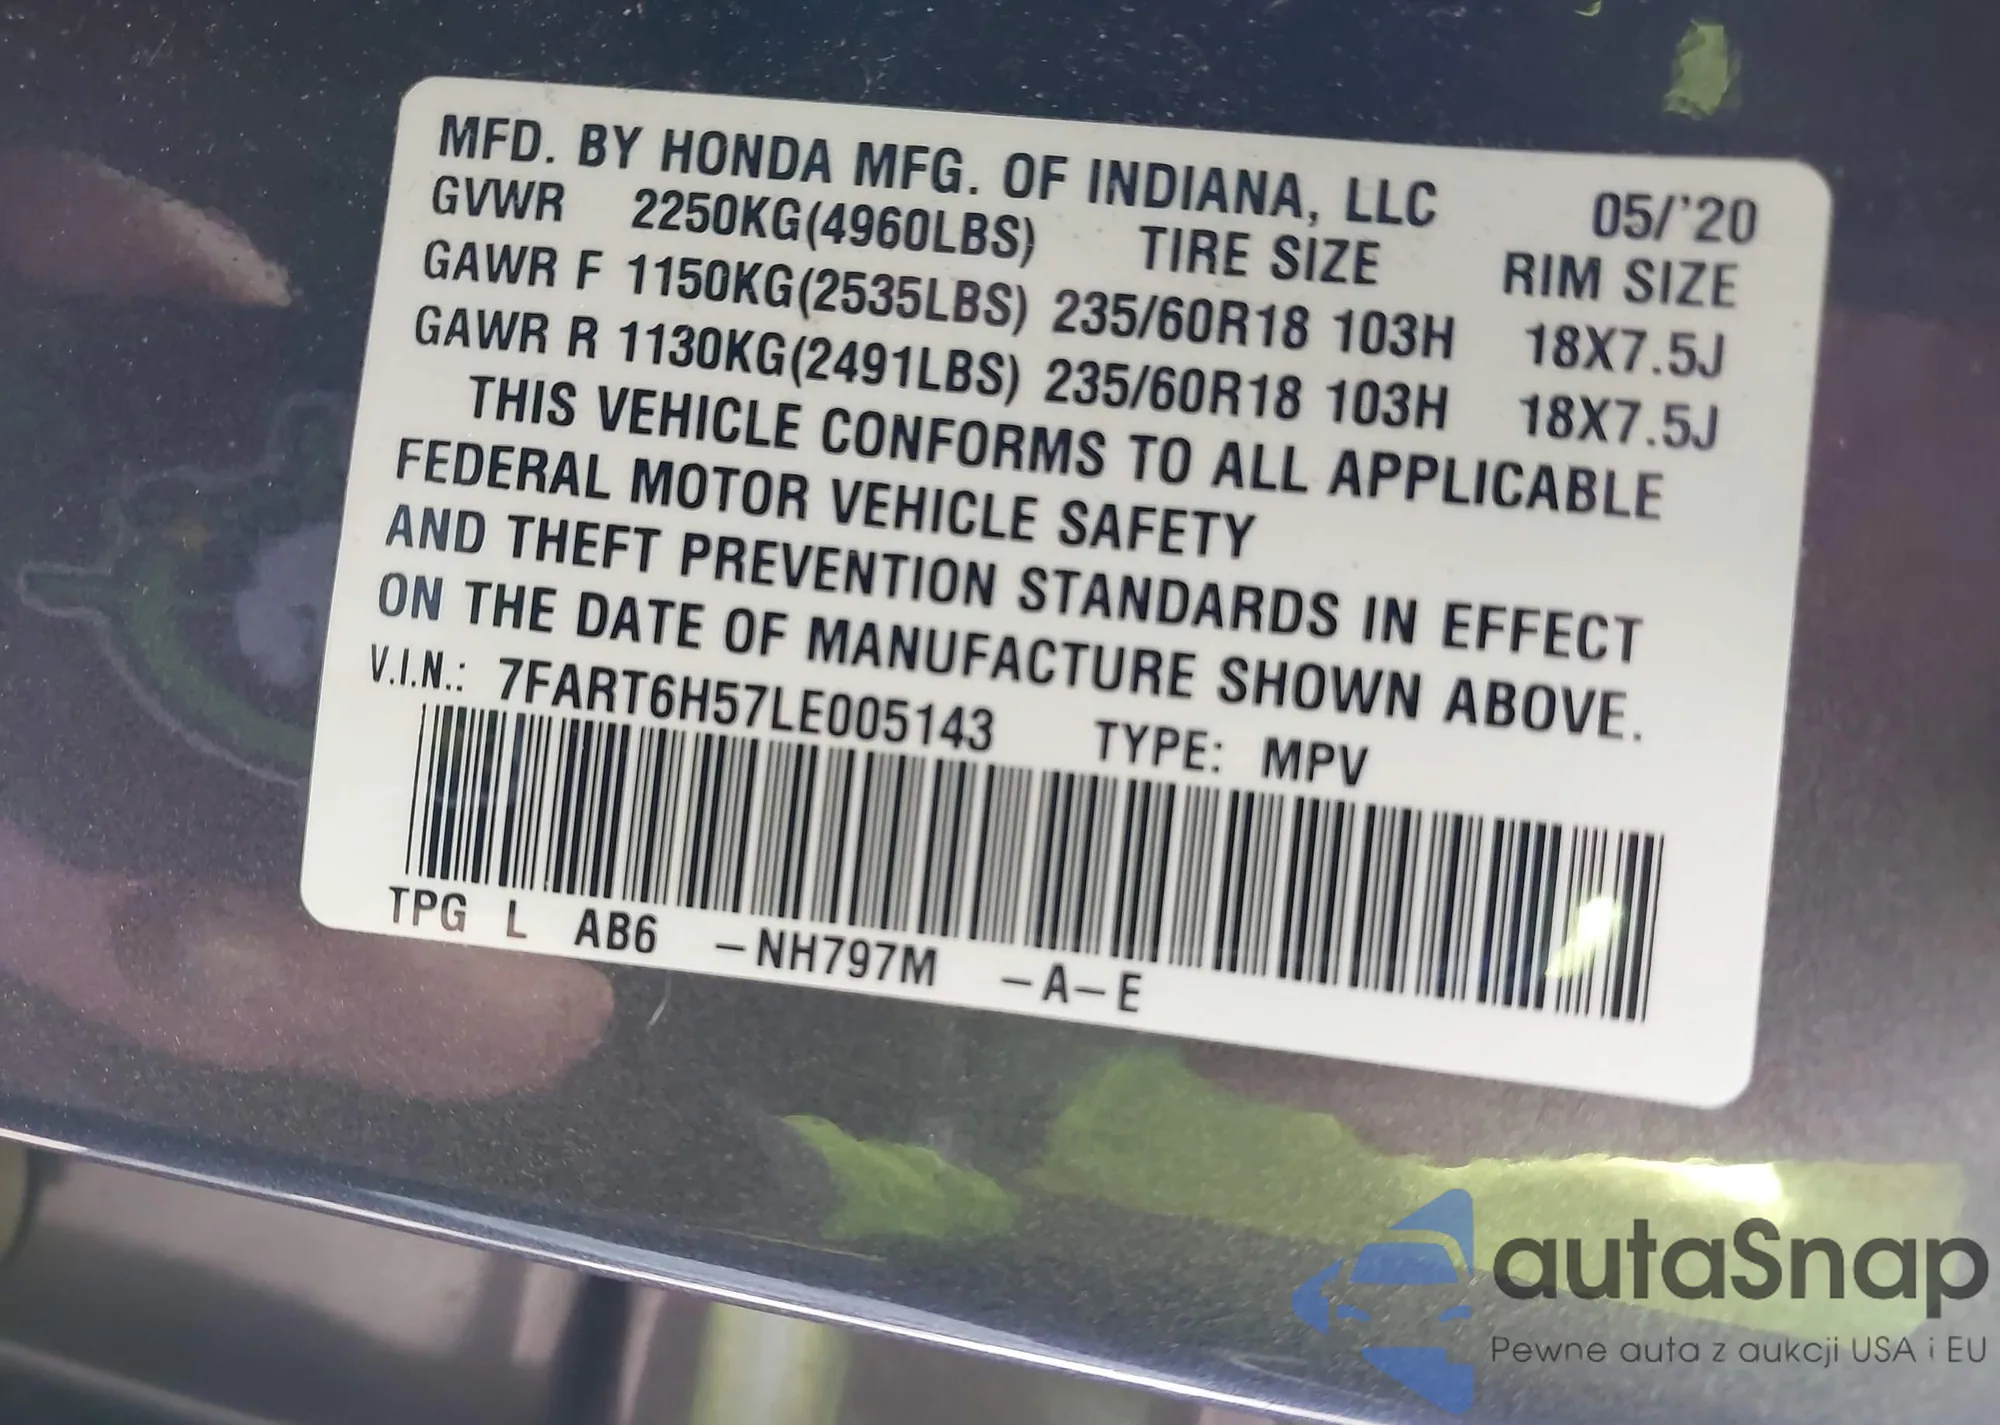 MFD. BY HONDA MFG. OF INDIANA, LLC 05/'20
GVWR 2250KG(4960LBS) TIRE SIZE RIM SIZE
GAWR F 1150KG(2535LBS) 235/60R18 103H 18X7.5J
GAWR R 1130KG(2491LBS) 235/60R18 103H 18X7.5J
THIS VEHICLE CONFORMS TO ALL APPLICABLE
FEDERAL MOTOR VEHICLE SAFETY
AND THEFT PREVENTION STANDARDS IN EFFECT
ON THE DATE OF MANUFACTURE SHOWN ABOVE.
V.I.N.: 7FART6H57LE005143 TYPE: MPV
TPG L AB6 –NH797M –A–E
autaSnap
Pewne auta z aukcji USA i EU